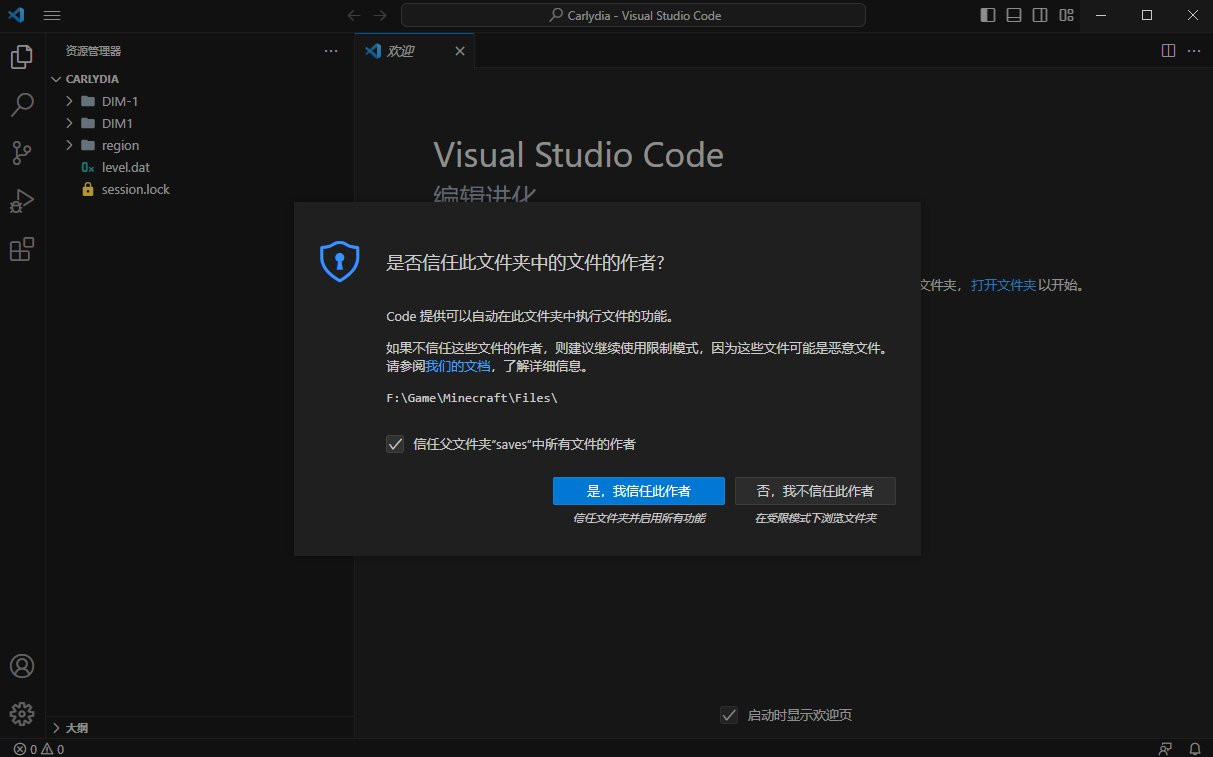 Carlydia - Visual Studio Code
资源管理器
欢迎
CARLYDIA
DIM-1
DIM1
region
level.dat
session.lock
Visual Studio Code
编辑进化
文件夹，打开文件夹以开始。
是否信任此文件夹中的文件的作者?
Code 提供可以自动在此文件夹中执行文件的功能。
如果不信任这些文件的作者，则建议继续使用限制模式，因为这些文件可能是恶意文件。
请参阅我们的文档，了解详细信息。
F:\Game\Minecraft\Files\
信任父文件夹"saves"中所有文件的作者
是，我信任此作者
否，我不信任此作者
信任文件夹并启用所有功能
在受限模式下浏览文件夹
启动时显示欢迎页
大纲
0 0